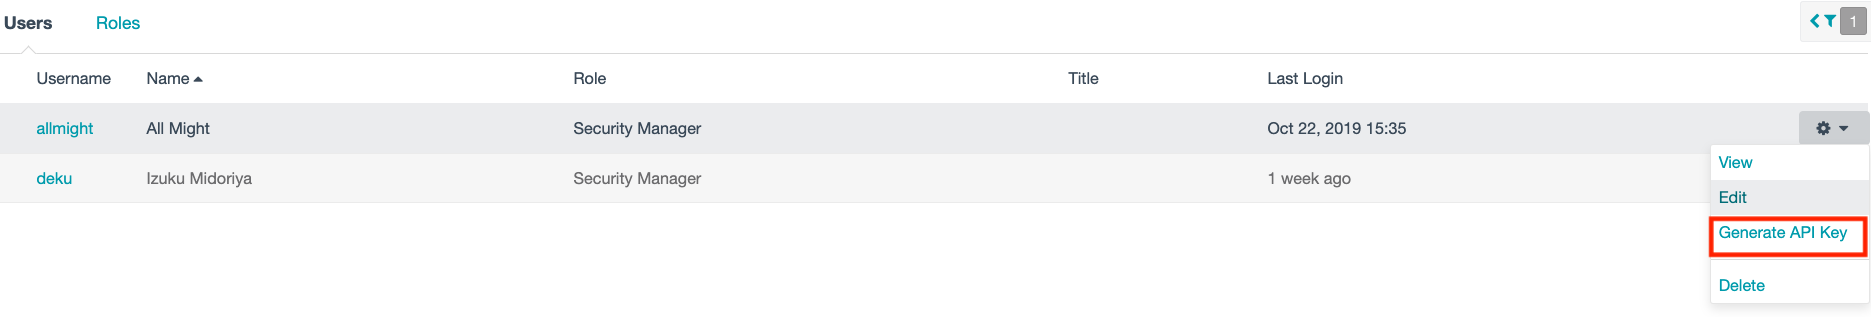 Users Roles 1
Username Name Role Title Last Login
allmight All Might Security Manager Oct 22, 2019 15:35
deku Izuku Midoriya Security Manager 1 week ago
View
Edit
Generate API Key
Delete